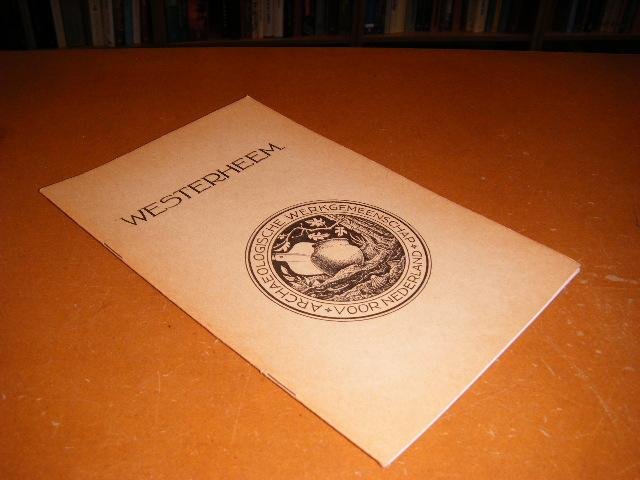 WESTERHEEM
ARCHAEOLOGISCHE WERKGEMEENSCHAP * VOOR NEDERLAND *